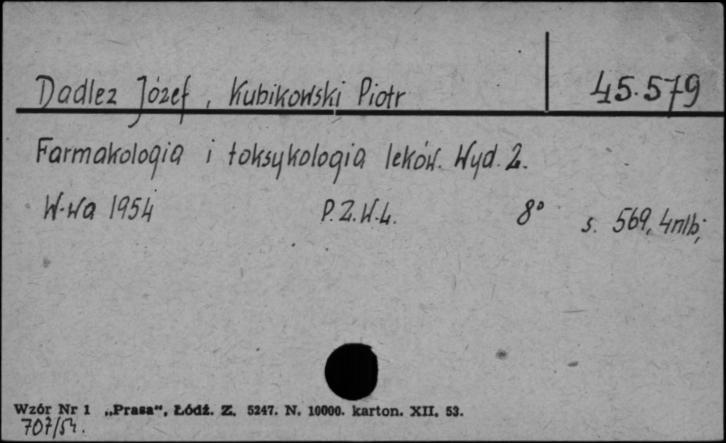 Dadlez Józef, Kubikowski Piotr 45.579
Farmakologia i toksykologia leków. Wyd. 2.
W-wa 1954 P.Z.W.L. 8° s. 569, 4nlb;
Wzór Nr 1 „Prasa“, Łódź. Z. 5247. N. 10000. karton. XII. 53.
707/54.